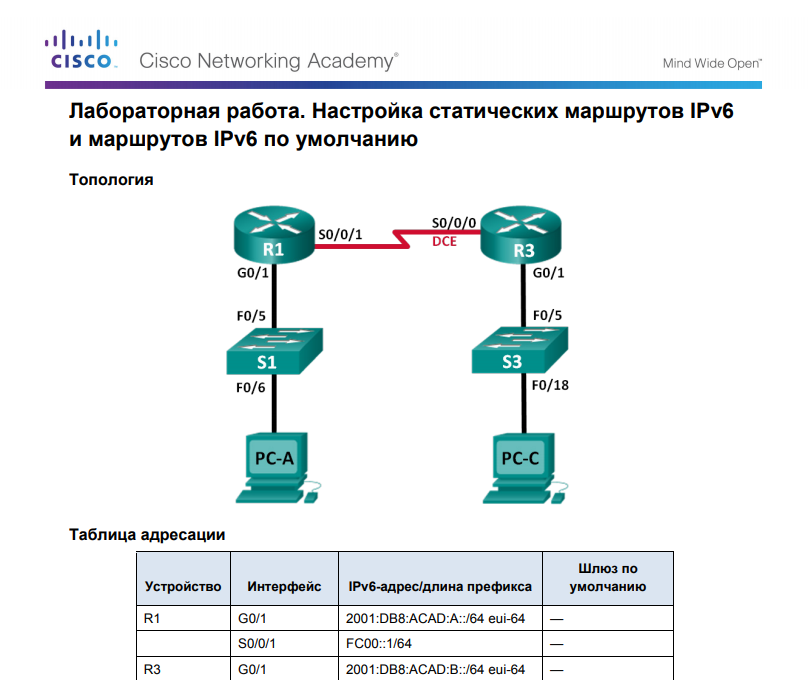 CISCO
Cisco Networking Academy®
Mind Wide Open™
Лабораторная работа. Настройка статических маршрутов IPv6
и маршрутов IPv6 по умолчанию
Топология
R1
S0/0/1
S0/0/0
DCE
R3
G0/1
G0/1
F0/5
F0/5
S1
S3
F0/6
F0/18
PC-A
PC-C
Таблица адресации
Устройство Интерфейс IPv6-адрес/длина префикса Шлюз по
умолчанию
R1 G0/1 2001:DB8:ACAD:A::/64 eui-64 —
S0/0/1 FC00::1/64 —
R3 G0/1 2001:DB8:ACAD:B::/64 eui-64 —